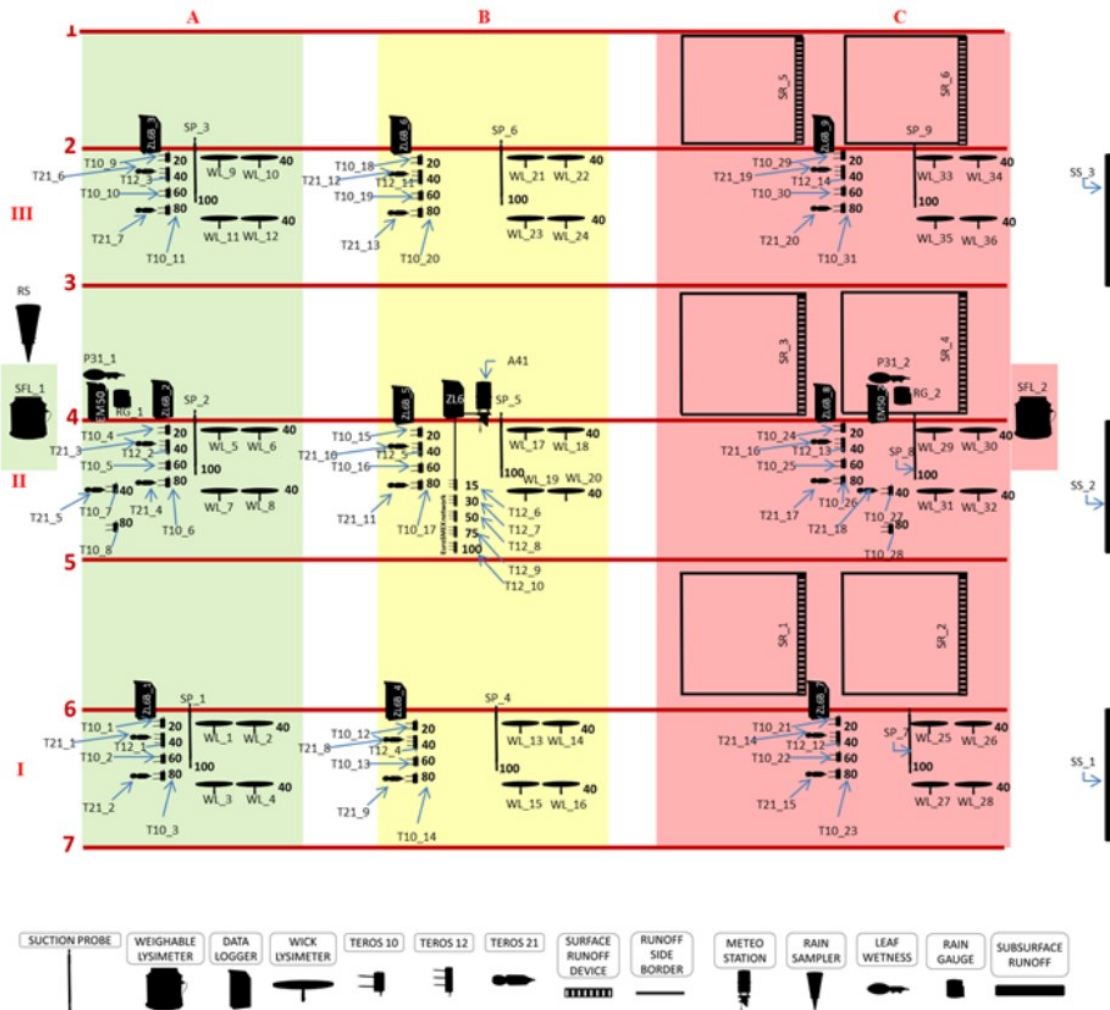 A B C
1
SR_5 SR_6
ZL6B_3 SP_3 ZL6B_6 SP_6 ZL6B_9 SP_9
2
T10_9 20 WL_9 WL_10 40 T10_18 20 WL_21 WL_22 40 T10_29 20 WL_33 WL_34 40
T21_6 T12_3 40 T21_12 T12_11 40 T21_19 T12_14 40 SS_3
T10_10 60 100 T10_19 60 100 T10_30 60 100
III 80 WL_11 WL_12 40 80 WL_23 WL_24 40 80 WL_35 WL_36 40
T21_7 T10_11 T21_13 T10_20 T21_20 T10_31
3
RS
SR_3 SR_4
P31_1 A41 P31_2
SFL_1 EM50 RG_1 ZL6B_2 SP_2 ZL6B_5 ZL6 SP_5 ZL6B_8 EM50 RG_2 SFL_2
4
T10_4 20 WL_5 WL_6 40 T10_15 20 WL_17 WL_18 40 T10_24 20 WL_29 WL_30 40
T21_3 T12_2 40 T21_10 T12_5 40 T21_16 T12_13 40 SP_8
T10_5 60 100 T10_16 60 100 T10_25 60 100
II 80 WL_7 WL_8 40 80 15 WL_19 WL_20 40 80 WL_31 WL_32 40 SS_2
T21_5 T10_7 40 T21_4 T10_6 T21_11 T10_17 30 T12_6 T21_17 T21_18 T10_26 T10_27 40
80 50 T12_7 80
T10_8 75 T12_8 T10_28
100 T12_9
T12_10
5
SR_1 SR_2
ZL6B_1 SP_1 ZL6B_4 SP_4 ZL6B_7
6
T10_1 20 WL_1 WL_2 40 T10_12 20 WL_13 WL_14 40 T10_21 20 SP_7 WL_25 WL_26 40
T21_1 T12_1 40 T21_8 T12_4 40 T21_14 T12_12 40
I T10_2 60 100 T10_13 60 100 T10_22 60 100 SS_1
80 WL_3 WL_4 40 80 WL_15 WL_16 40 80 WL_27 WL_28 40
T21_2 T10_3 T21_9 T10_14 T21_15 T10_23
7
SUCTION PROBE
WEIGHABLE
LYSIMETER
DATA
LOGGER
WICK
LYSIMETER
TEROS 10
TEROS 12
TEROS 21
SURFACE
RUNOFF
DEVICE
RUNOFF
SIDE
BORDER
METEO
STATION
RAIN
SAMPLER
LEAF
WETNESS
RAIN
GAUGE
SUBSURFACE
RUNOFF